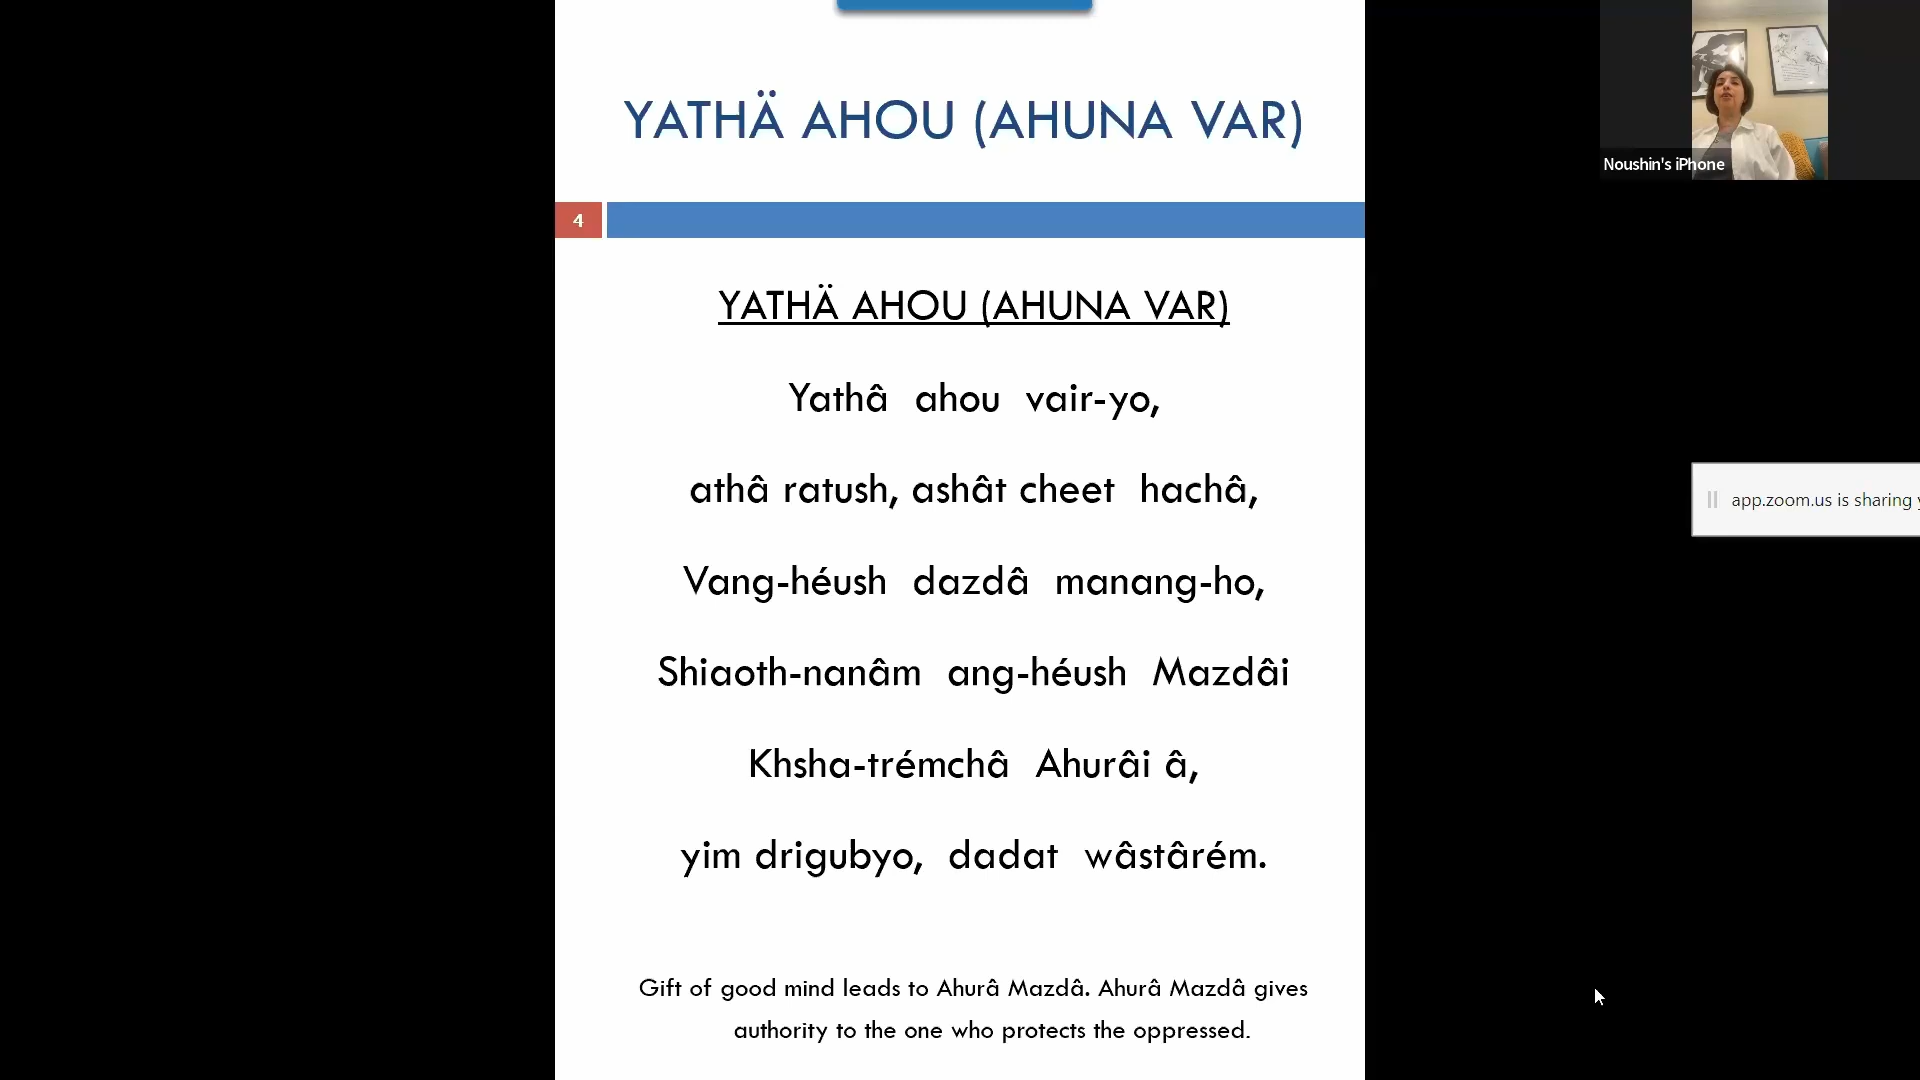 YATHÄ AHOU (AHUNA VAR)
4
YATHÄ AHOU (AHUNA VAR)
Yathâ ahou vair-yo,
athâ ratush, ashât cheet hachâ,
Vang-héush dazdâ manang-ho,
Shiaoth-nanâm ang-héush Mazdâi
Khsha-trémchâ Ahurâi â,
yim drigubyo, dadat wâstârém.
Gift of good mind leads to Ahurâ Mazdâ. Ahurâ Mazdâ gives
authority to the one who protects the oppressed.
Noushin's iPhone
app.zoom.us is sharing